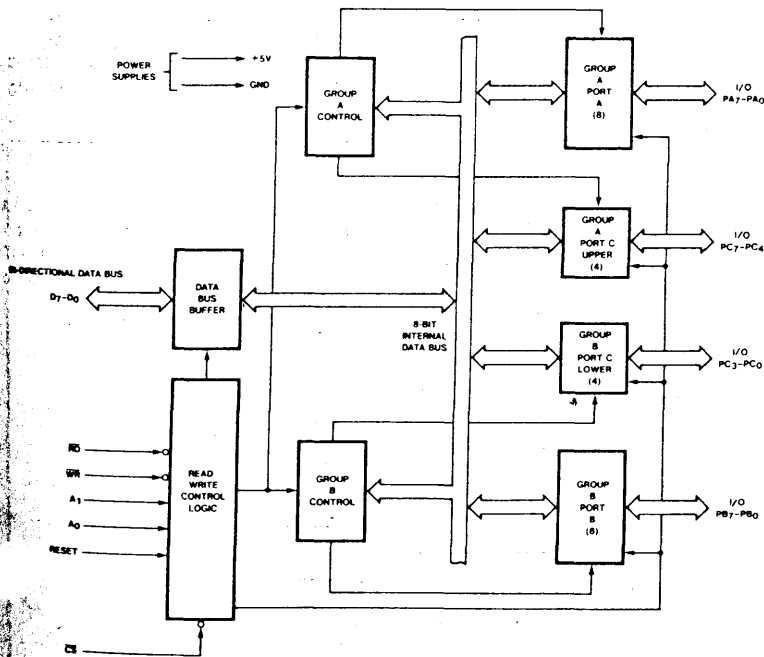 POWER
SUPPLIES
+5V
GND
GROUP
A
CONTROL
GROUP
A
PORT
A
(8)
I/O
PA7-PA0
GROUP
A
PORT C
UPPER
(4)
I/O
PC7-PC4
BI-DIRECTIONAL DATA BUS
D7-D0
DATA
BUS
BUFFER
8-BIT
INTERNAL
DATA BUS
GROUP
B
PORT C
LOWER
(4)
I/O
PC3-PC0
RD
WR
A1
A0
RESET
CS
READ
WRITE
CONTROL
LOGIC
GROUP
B
CONTROL
GROUP
B
PORT
B
(8)
I/O
PB7-PB0